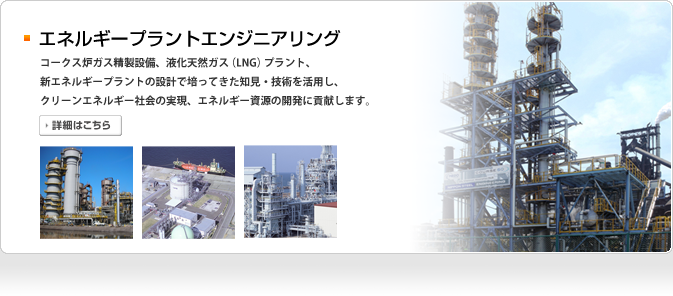 エネルギープラントエンジニアリング
コークス炉ガス精製設備、液化天然ガス（LNG）プラント、
新エネルギープラントの設計で培ってきた知見・技術を活用し、
クリーンエネルギー社会の実現、エネルギー資源の開発に貢献します。
詳細はこちら